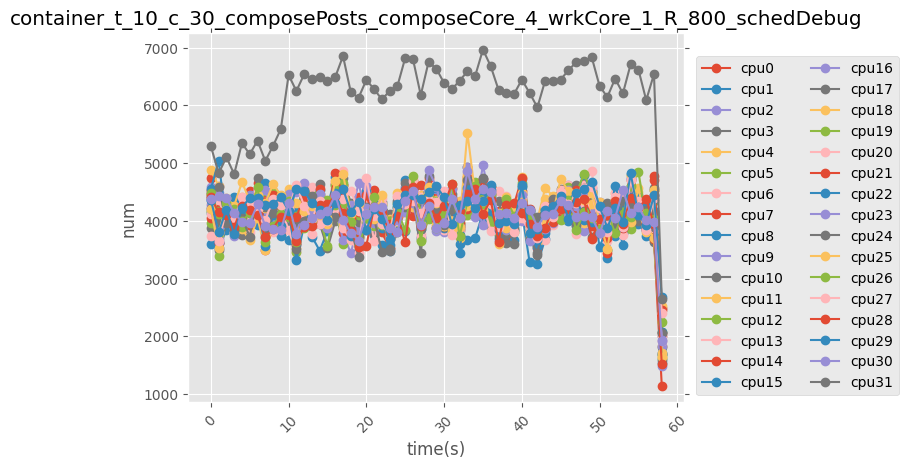 container_t_10_c_30_composePosts_composeCore_4_wrkCore_1_R_800_schedDebug
7000
6000
5000
4000
3000
2000
1000
num
0
10
20
30
40
50
60
time(s)
cpu0
cpu1
cpu2
cpu3
cpu4
cpu5
cpu6
cpu7
cpu8
cpu9
cpu10
cpu11
cpu12
cpu13
cpu14
cpu15
cpu16
cpu17
cpu18
cpu19
cpu20
cpu21
cpu22
cpu23
cpu24
cpu25
cpu26
cpu27
cpu28
cpu29
cpu30
cpu31